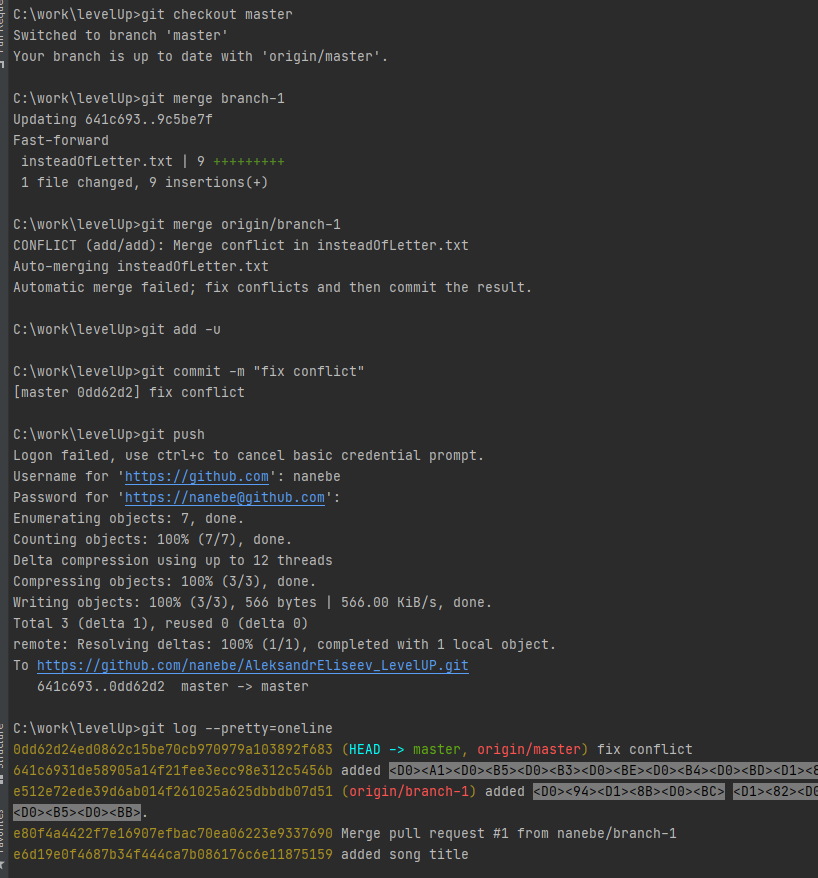 C:\work\levelUp>git checkout master
Switched to branch 'master'
Your branch is up to date with 'origin/master'.
C:\work\levelUp>git merge branch-1
Updating 641c693..9c5be7f
Fast-forward
insteadOfLetter.txt | 9 +++++++++
1 file changed, 9 insertions(+)
C:\work\levelUp>git merge origin/branch-1
CONFLICT (add/add): Merge conflict in insteadOfLetter.txt
Auto-merging insteadOfLetter.txt
Automatic merge failed; fix conflicts and then commit the result.
C:\work\levelUp>git add -u
C:\work\levelUp>git commit -m "fix conflict"
[master 0dd62d2] fix conflict
C:\work\levelUp>git push
Logon failed, use ctrl+c to cancel basic credential prompt.
Username for 'https://github.com': nanebe
Password for 'https://nanebe@github.com':
Enumerating objects: 7, done.
Counting objects: 100% (7/7), done.
Delta compression using up to 12 threads
Compressing objects: 100% (3/3), done.
Writing objects: 100% (3/3), 566 bytes | 566.00 KiB/s, done.
Total 3 (delta 1), reused 0 (delta 0)
remote: Resolving deltas: 100% (1/1), completed with 1 local object.
To https://github.com/nanebe/AleksandrEliseev_LevelUP.git
641c693..0dd62d2  master -> master
C:\work\levelUp>git log --pretty=oneline
0dd62d24ed0862c15be70cb970979a103892f683 (HEAD -> master, origin/master) fix conflict
641c6931de58905a14f21fee3ecc98e312c5456b added <D0><A1><D0><B5><D0><B3><D0><BE><D0><B4><D0><BD><D1><8
e512e72ede39d6ab014f261025a625dbbdb07d51 (origin/branch-1) added <D0><94><D1><8B><D0><BC> <D1><82><D0
<D0><B5><D0><BB>.
e80f4a4422f7e16907efbac70ea06223e9337690 Merge pull request #1 from nanebe/branch-1
e6d19e0f4687b34f444ca7b086176c6e11875159 added song title